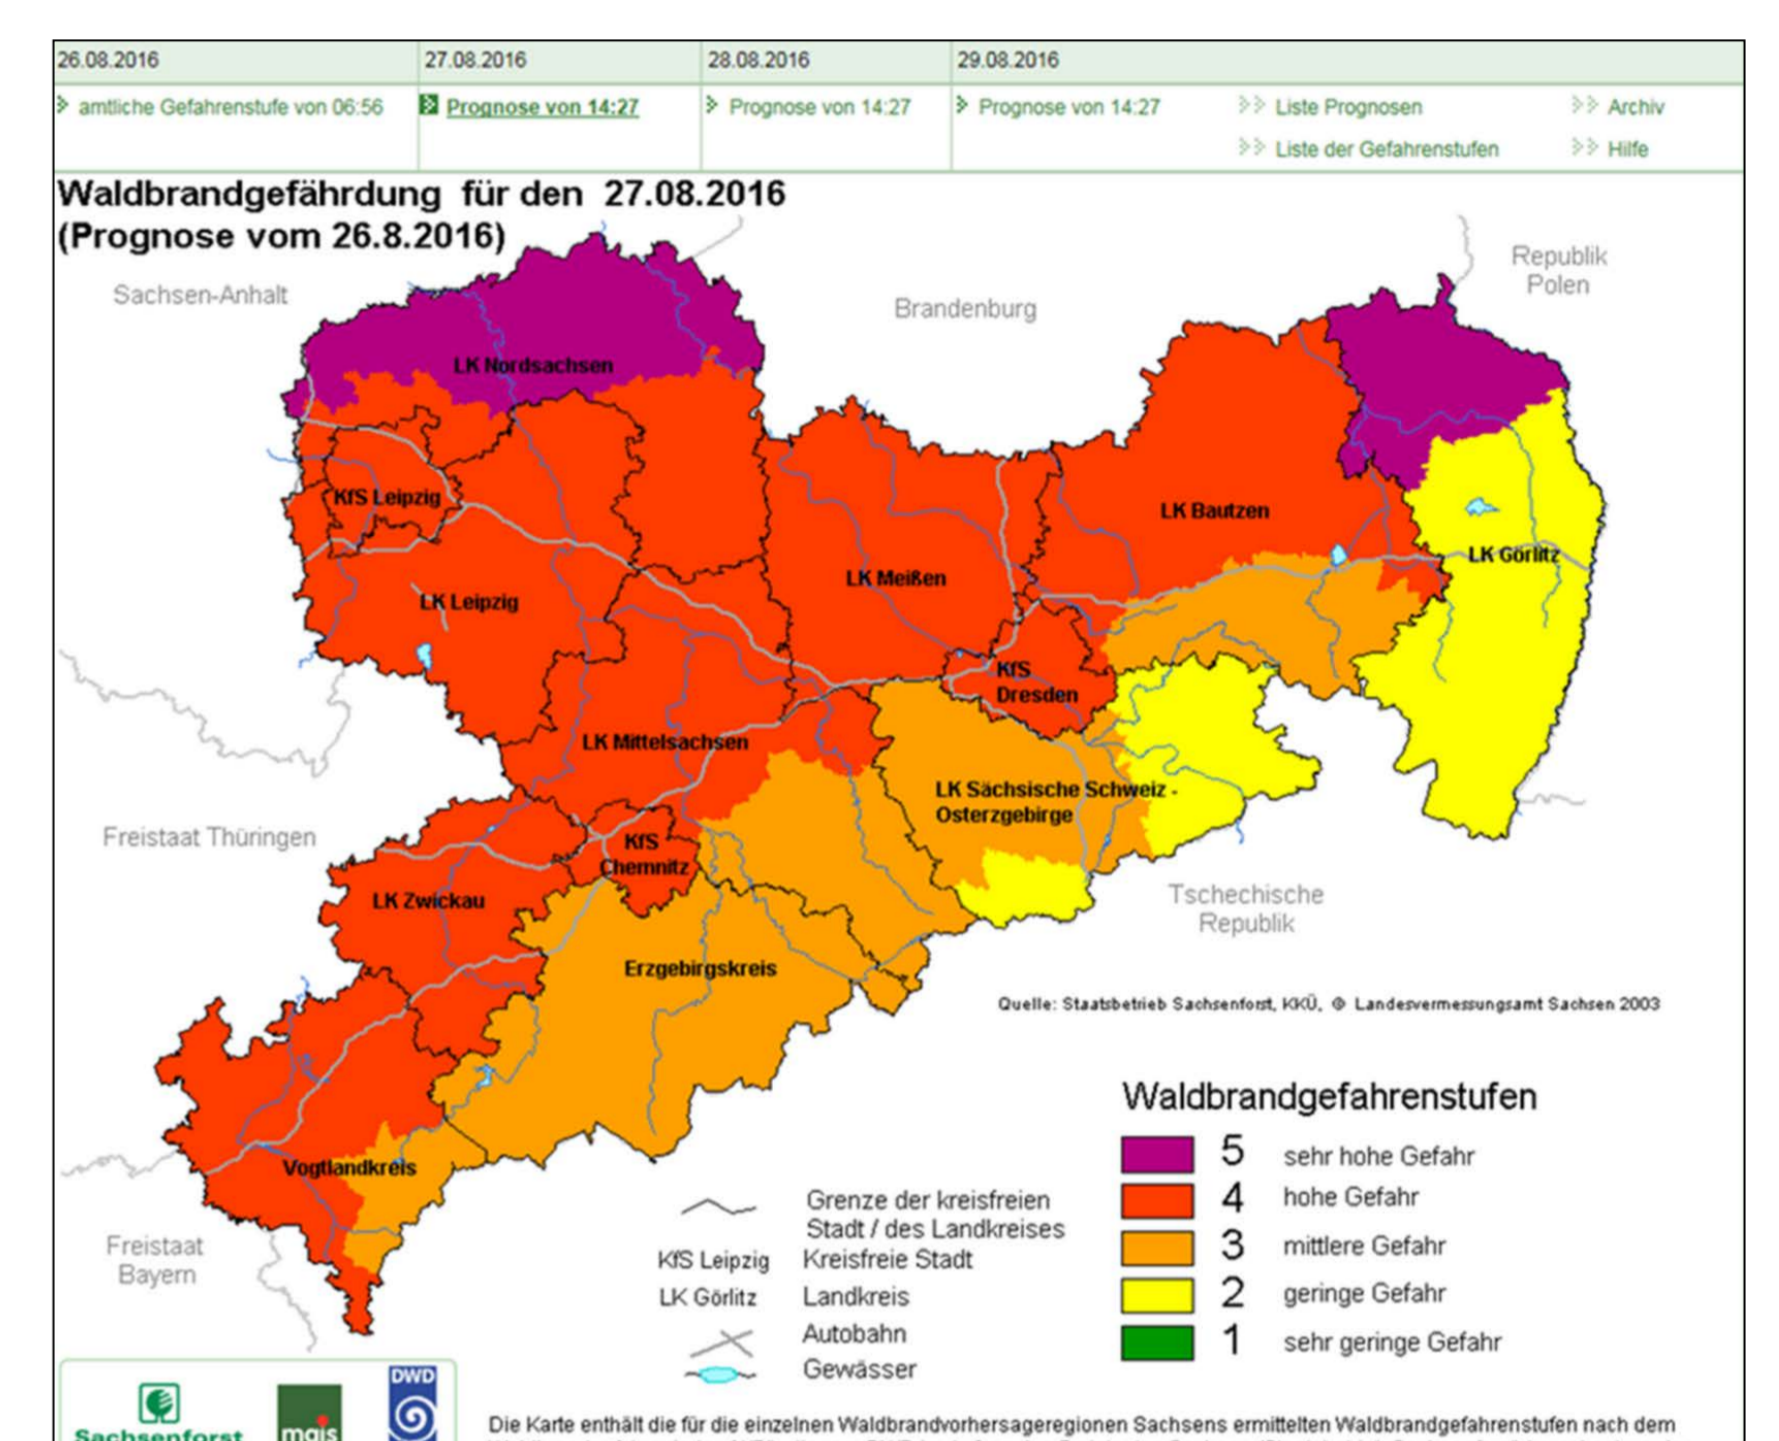 26.08.2016 27.08.2016 28.08.2016 29.08.2016
amtliche Gefahrenstufe von 06:56 Prognose von 14:27 Prognose von 14:27 Prognose von 14:27 Liste Prognosen Archiv
Liste der Gefahrenstufen Hilfe
Waldbrandgefährdung für den 27.08.2016
(Prognose vom 26.8.2016)
Sachsen-Anhalt
Brandenburg
Republik
Polen
LK Nordsachsen
KfS Leipzig
LK Bautzen
LK Görlitz
LK Meißen
LK Leipzig
KfS
Dresden
LK Mittelsachsen
LK Sächsische Schweiz -
Osterzgebirge
Freistaat Thüringen
KfS
Chemnitz
LK Zwickau
Tschechische
Republik
Erzgebirgskreis
Quelle: Staatsbetrieb Sachsenforst, KKÜ, © Landesvermessungsamt Sachsen 2003
Vogtlandkreis
Freistaat
Bayern
Waldbrandgefahrenstufen
5 sehr hohe Gefahr
4 hohe Gefahr
3 mittlere Gefahr
2 geringe Gefahr
1 sehr geringe Gefahr
Grenze der kreisfreien
Stadt / des Landkreises
KfS Leipzig Kreisfreie Stadt
LK Görlitz Landkreis
Autobahn
Gewässer
DWD
Sachsenforst
mais
Die Karte enthält die für die einzelnen Waldbrandvorhersageregionen Sachsens ermittelten Waldbrandgefahrenstufen nach dem